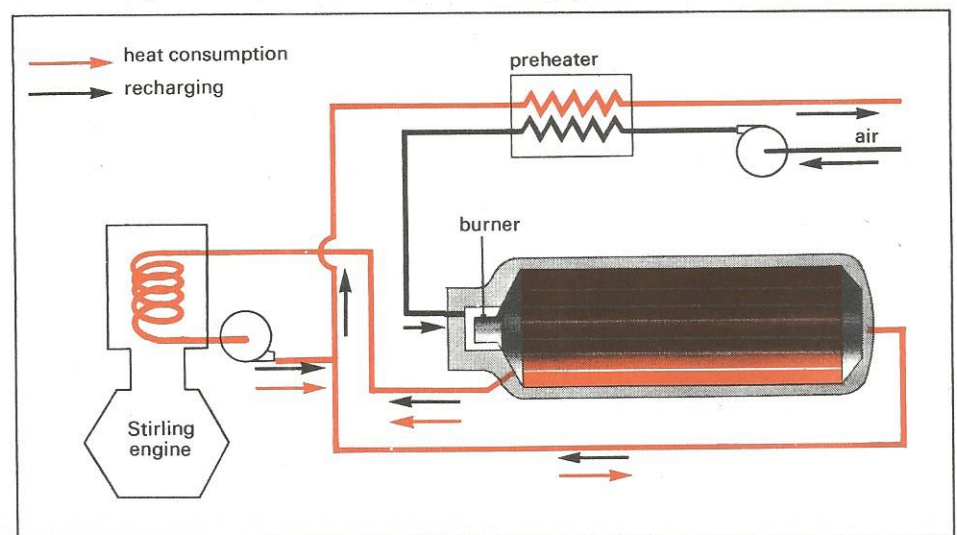 heat consumption
recharging
preheater
air
burner
Stirling
engine